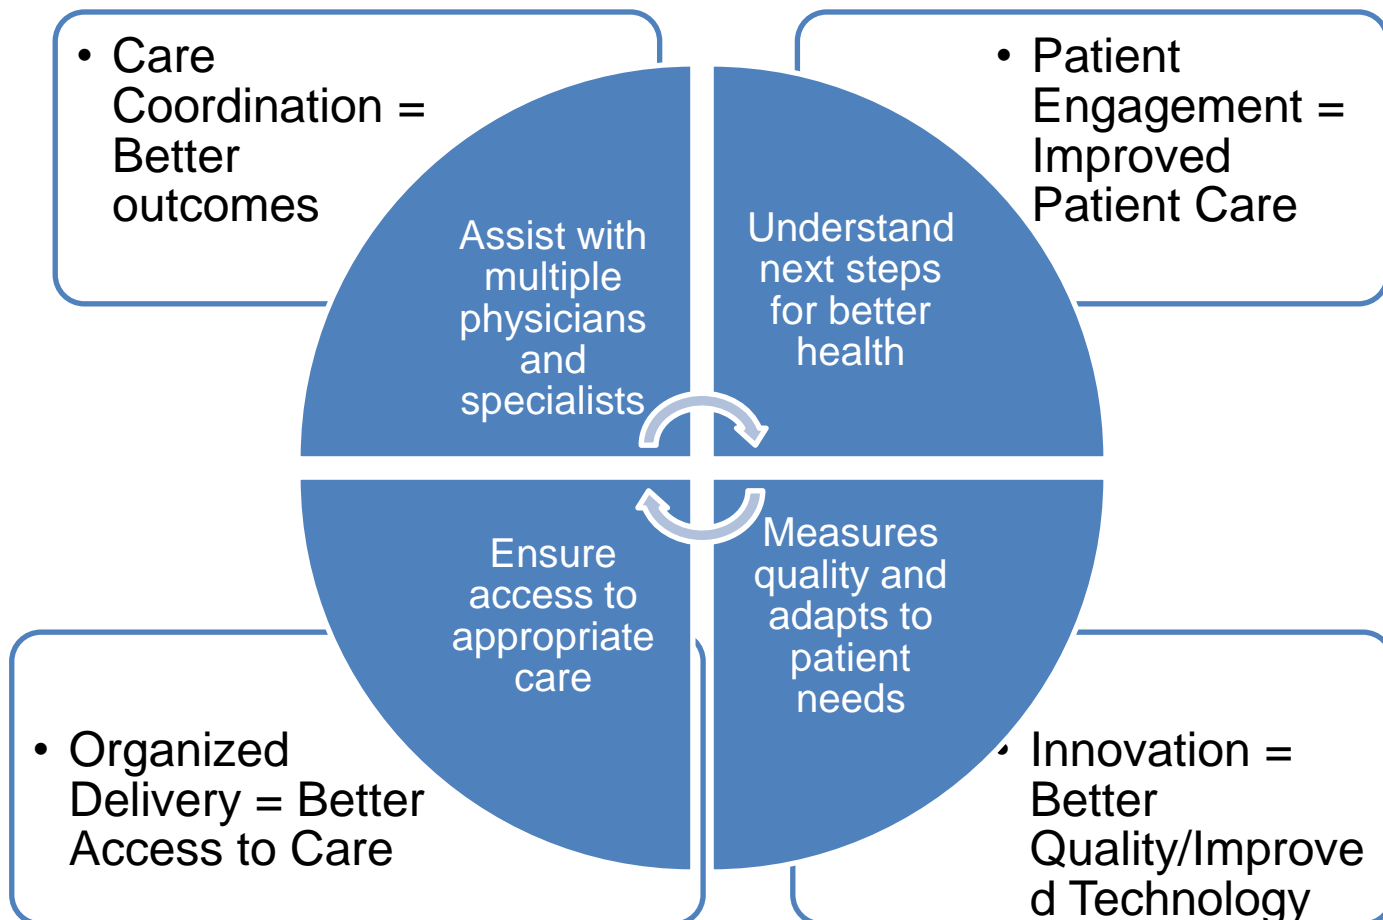 • Care
Coordination =
Better
outcomes
• Patient
Engagement =
Improved
Patient Care
Assist with
multiple
physicians
and
specialists
Understand
next steps
for better
health
Ensure
access to
appropriate
care
Measures
quality and
adapts to
patient
needs
• Organized
Delivery = Better
Access to Care
• Innovation =
Better
Quality/Improve
d Technology